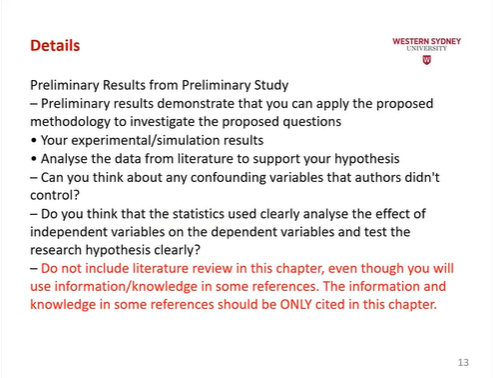 Details
WESTERN SYDNEY
UNIVERSITY
W
Preliminary Results from Preliminary Study
– Preliminary results demonstrate that you can apply the proposed
methodology to investigate the proposed questions
• Your experimental/simulation results
• Analyse the data from literature to support your hypothesis
– Can you think about any confounding variables that authors didn't
control?
– Do you think that the statistics used clearly analyse the effect of
independent variables on the dependent variables and test the
research hypothesis clearly?
– Do not include literature review in this chapter, even though you will
use information/knowledge in some references. The information and
knowledge in some references should be ONLY cited in this chapter.
13